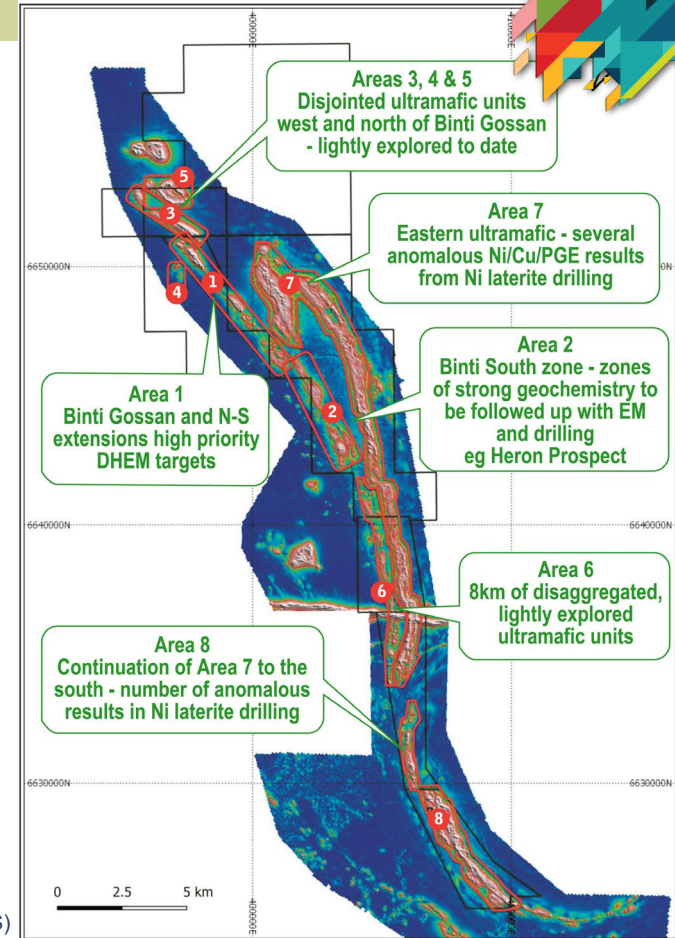 400000E
410000E
Areas 3, 4 & 5
Disjointed ultramafic units
west and north of Binti Gossan
- lightly explored to date
5
3
Area 7
Eastern ultramafic - several
anomalous Ni/Cu/PGE results
from Ni laterite drilling
6650000N
7
4
1
Area 2
Binti South zone - zones
of strong geochemistry to
be followed up with EM
and drilling
eg Heron Prospect
Area 1
Binti Gossan and N-S
extensions high priority
DHEM targets
2
6640000N
6640000N
Area 6
8km of disaggregated,
lightly explored
ultramafic units
6
Area 8
Continuation of Area 7 to the
south - number of anomalous
results in Ni laterite drilling
6630000N
6630000N
8
0 2.5 5 km
400000E
S)